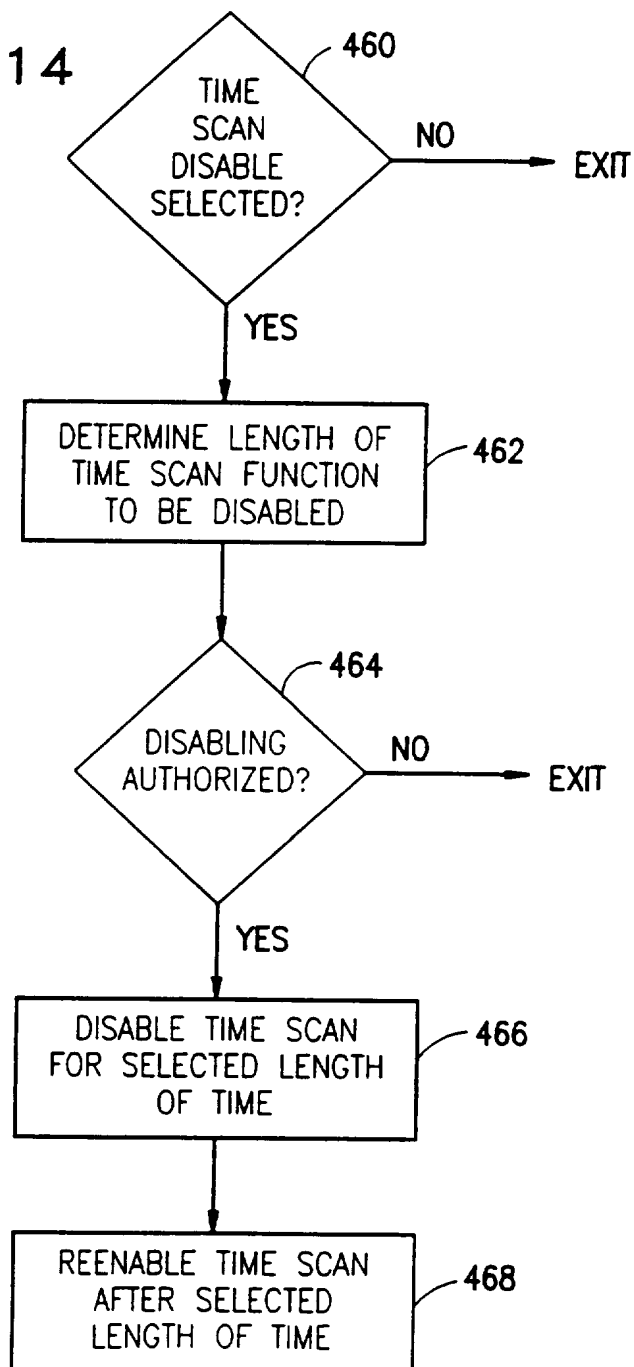 14
460
TIME
SCAN
DISABLE
SELECTED?
NO
EXIT
YES
DETERMINE LENGTH OF
TIME SCAN FUNCTION
TO BE DISABLED
462
464
DISABLING
AUTHORIZED?
NO
EXIT
YES
DISABLE TIME SCAN
FOR SELECTED LENGTH
OF TIME
466
REENABLE TIME SCAN
AFTER SELECTED
LENGTH OF TIME
468